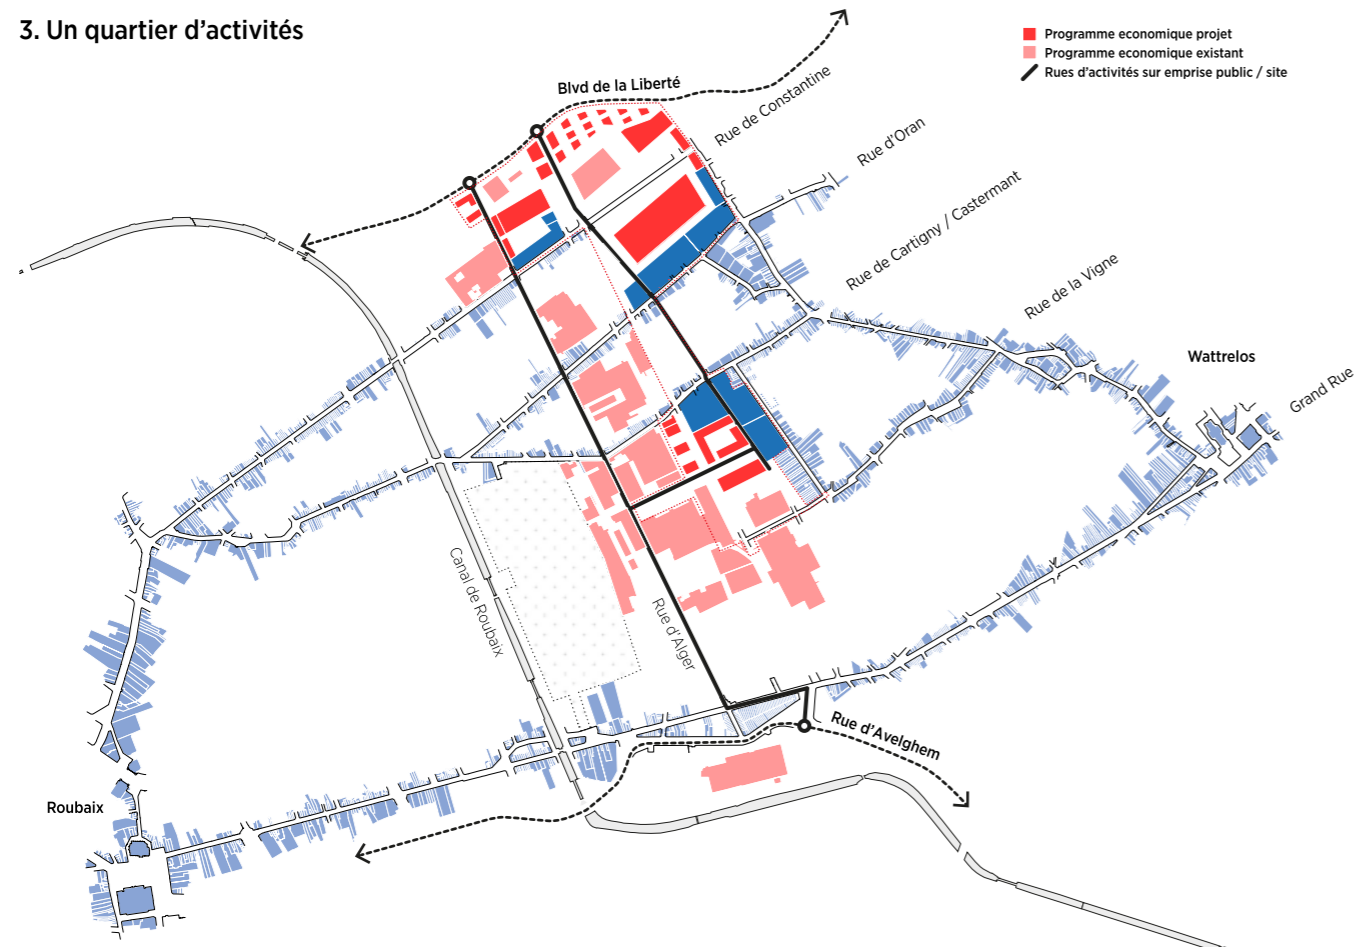 3. Un quartier d'activités
Programme economique projet
Programme economique existant
Rues d'activités sur emprise public / site
Blvd de la Liberté
Rue de Constantine
Rue d'Oran
Rue de Cartigny / Castermant
Rue de la Vigne
Wattrelos
Grand Rue
Canal de Roubaix
Rue d'Alger
Rue d'Avelghem
Roubaix